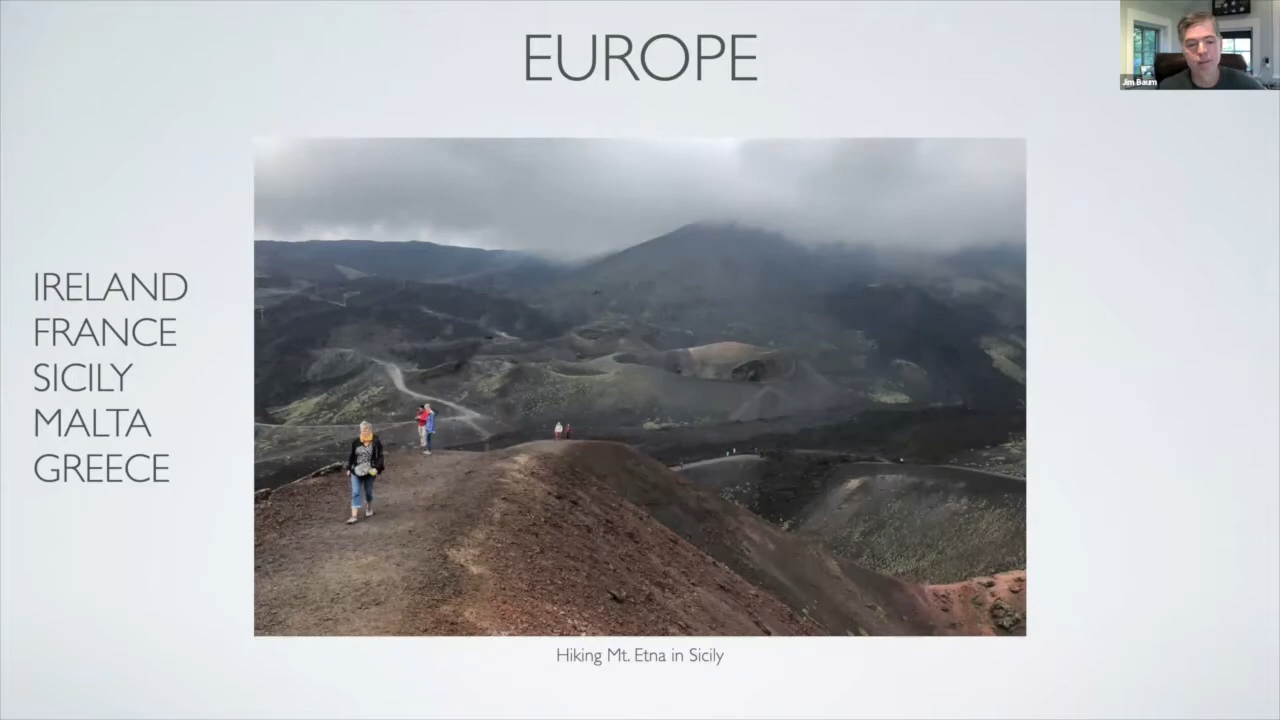 EUROPE
Jim Baum
IRELAND
FRANCE
SICILY
MALTA
GREECE
Hiking Mt. Etna in Sicily